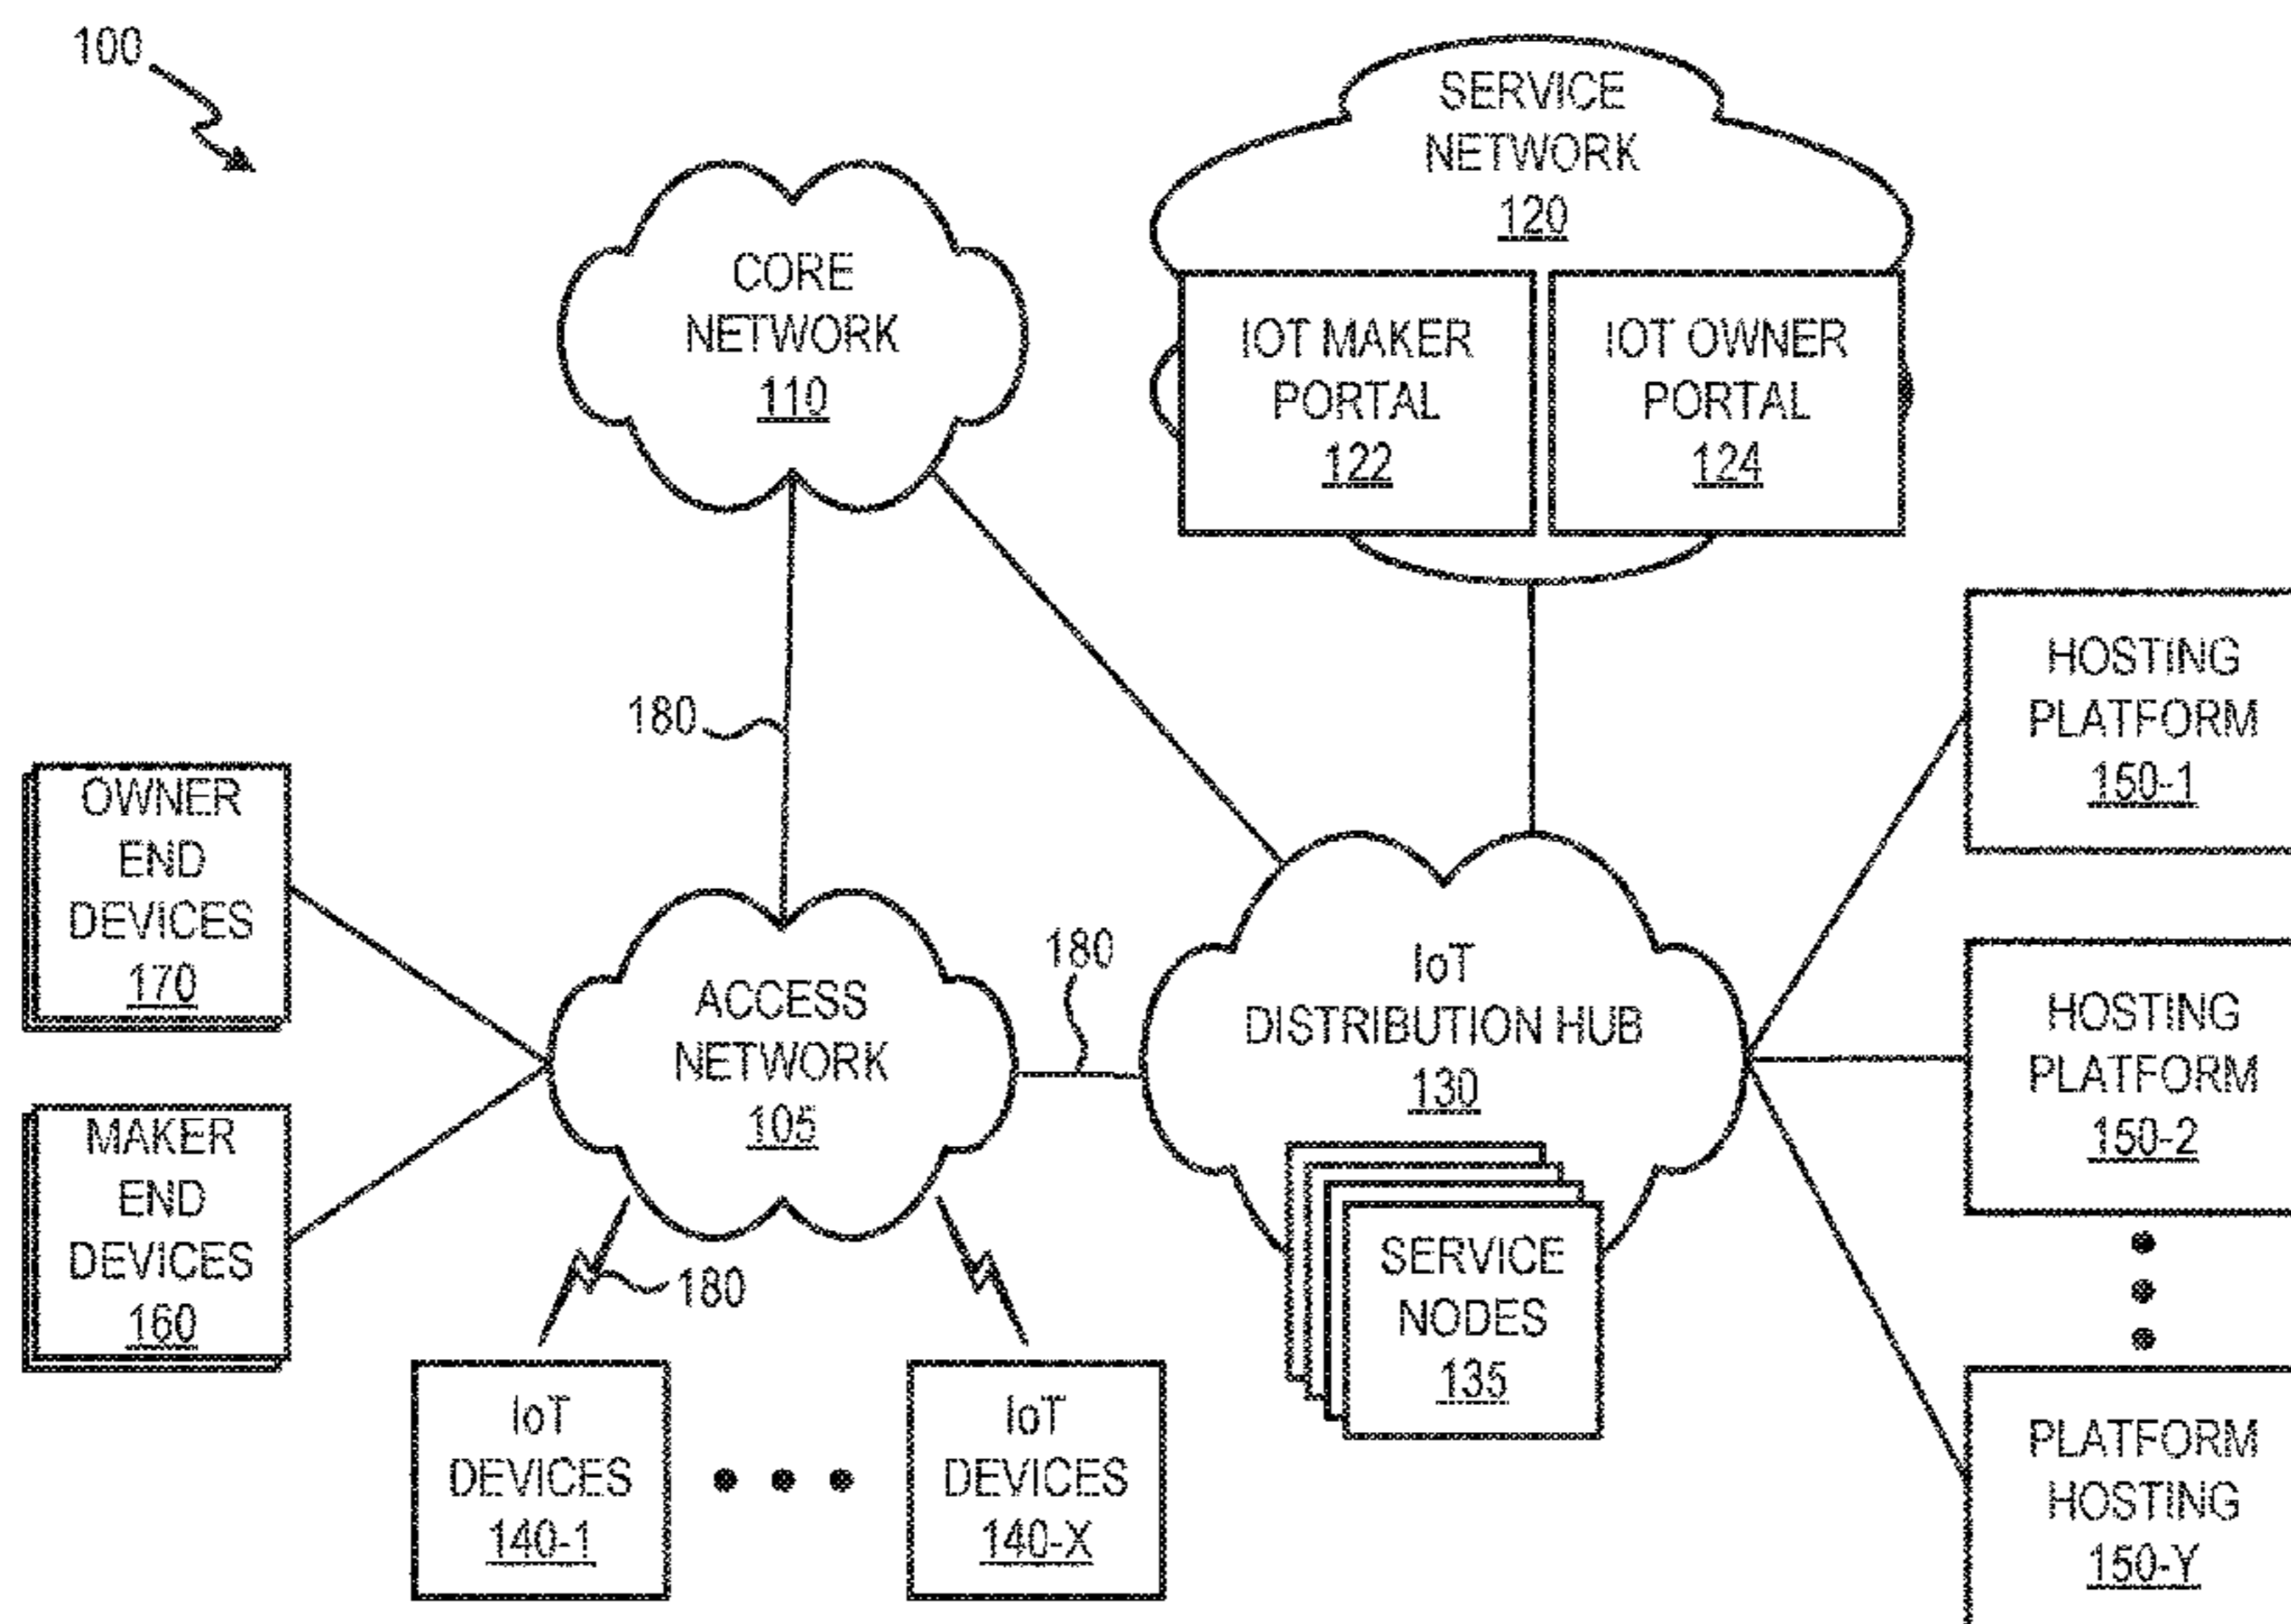 100
SERVICE
NETWORK
120
CORE
NETWORK
110
IOT MAKER
PORTAL
122
IOT OWNER
PORTAL
124
HOSTING
PLATFORM
150-1
180
OWNER
END
DEVICES
170
ACCESS
NETWORK
105
180
IoT
DISTRIBUTION HUB
130
HOSTING
PLATFORM
150-2
MAKER
END
DEVICES
160
180
SERVICE
NODES
135
IoT
DEVICES
140-1
IoT
DEVICES
140-X
PLATFORM
HOSTING
150-Y